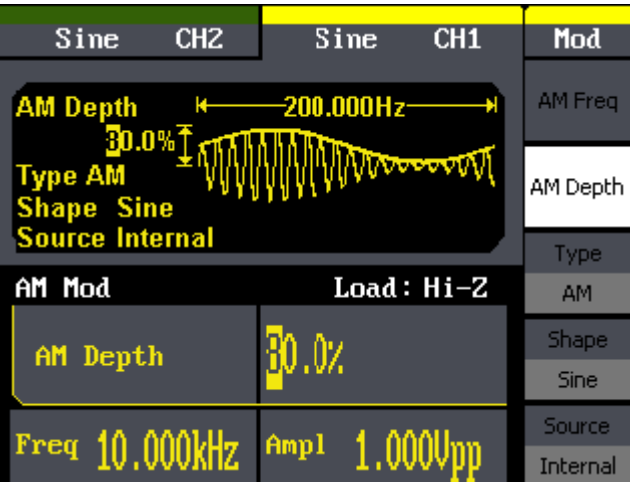 Sine CH2 Sine CH1 Mod
AM Depth 200.000Hz
80.0%
Type AM
Shape Sine
Source Internal
AM Mod Load: Hi-Z
AM Depth 80.0%
Freq 10.000kHz Ampl 1.000Vpp
AM Freq
AM Depth
Type
AM
Shape
Sine
Source
Internal